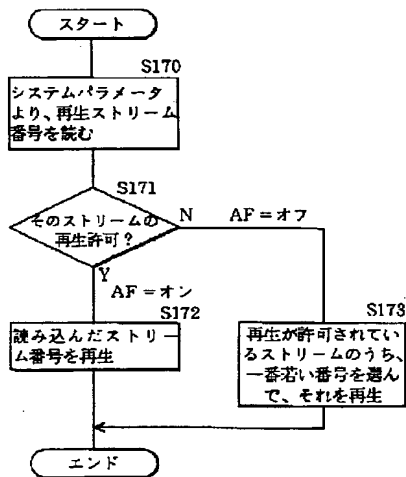 スタート
S170
システムパラメータ
より、再生ストリーム
番号を読む
S171
そのストリームの
再生許可？
N
AF＝オフ
Y
AF＝オン
S172
読み込んだストリー
ム番号を再生
S173
再生が許可されてい
るストリームのうち、
一番若い番号を選ん
で、それを再生
エンド